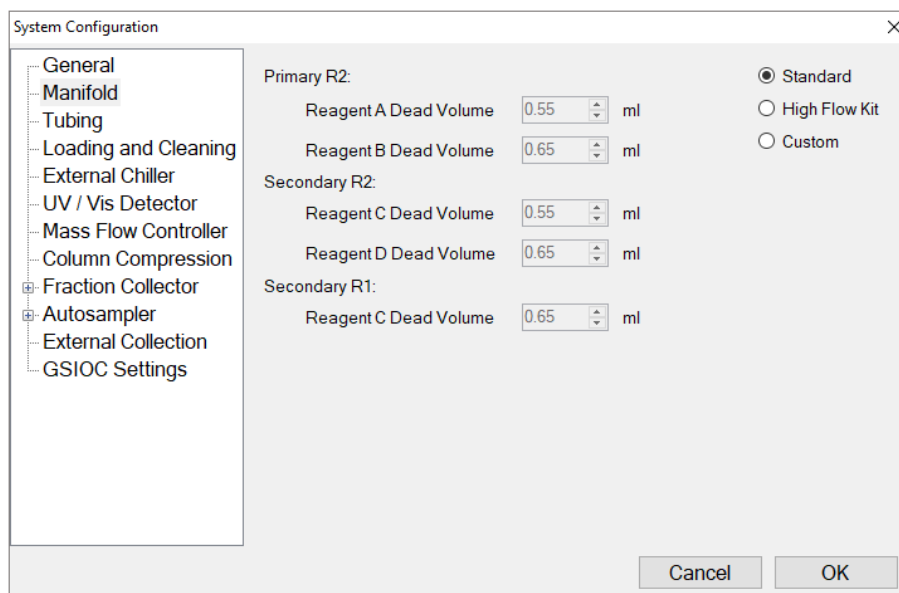 System Configuration
General
Manifold
Tubing
Loading and Cleaning
External Chiller
UV / Vis Detector
Mass Flow Controller
Column Compression
Fraction Collector
Autosampler
External Collection
GSIOC Settings
Primary R2:
Reagent A Dead Volume 0.55 ml
Reagent B Dead Volume 0.65 ml
Secondary R2:
Reagent C Dead Volume 0.55 ml
Reagent D Dead Volume 0.65 ml
Secondary R1:
Reagent C Dead Volume 0.65 ml
Standard
High Flow Kit
Custom
Cancel OK